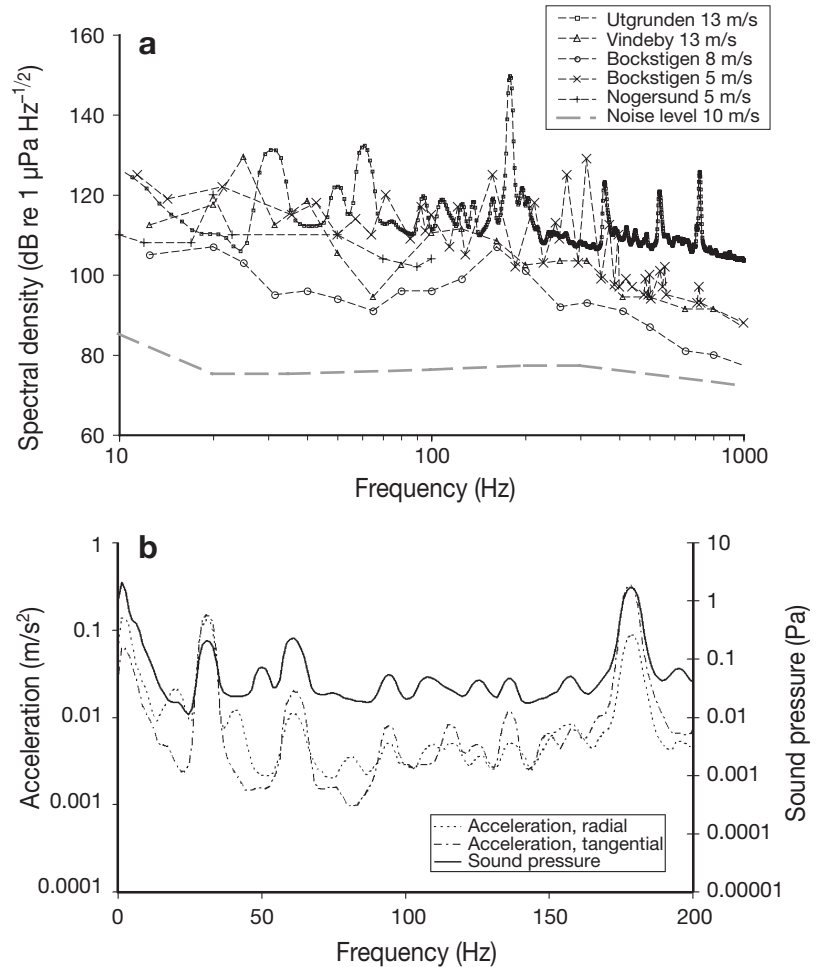 a
Utgrunden 13 m/s
Vindeby 13 m/s
Bockstigen 8 m/s
Bockstigen 5 m/s
Nogersund 5 m/s
Noise level 10 m/s
Spectral density (dB re 1 µPa Hz⁻¹/²)
160
140
120
100
80
60
10
100
1000
Frequency (Hz)
b
Acceleration (m/s²)
1
0.1
0.01
0.001
0.0001
Sound pressure (Pa)
10
1
0.1
0.01
0.001
0.0001
0.00001
Acceleration, radial
Acceleration, tangential
Sound pressure
0
50
100
150
200
Frequency (Hz)